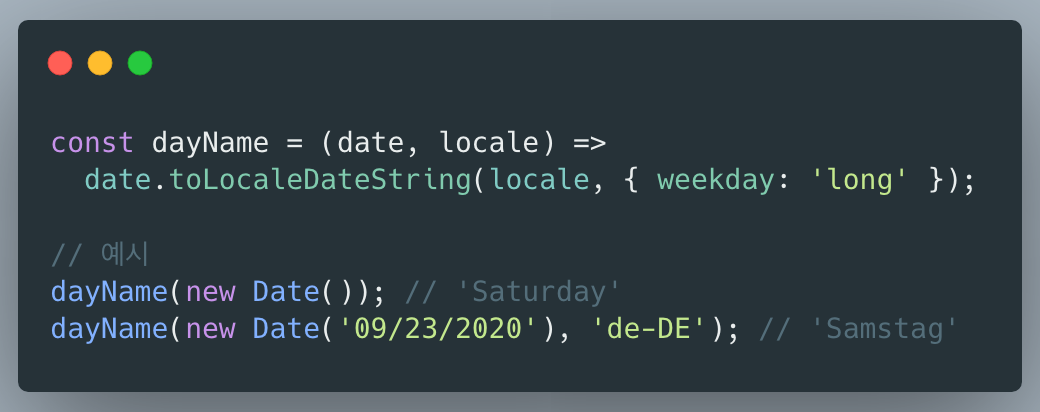 const dayName = (date, locale) =>
  date.toLocaleDateString(locale, { weekday: 'long' });

// 예시
dayName(new Date()); // 'Saturday'
dayName(new Date('09/23/2020'), 'de-DE'); // 'Samstag'